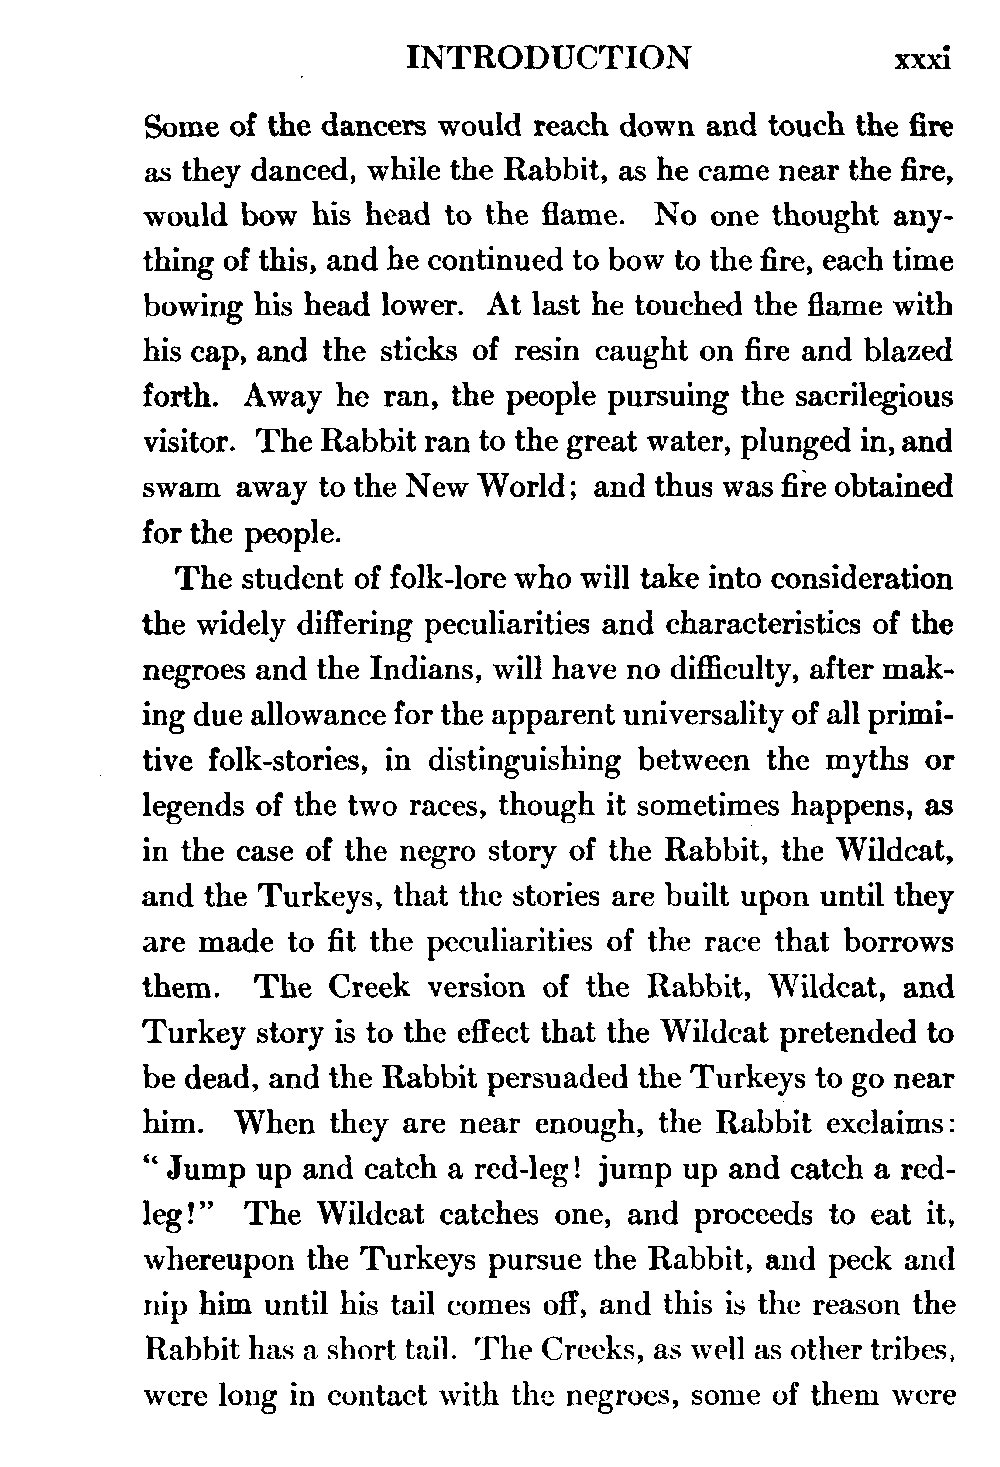 INTRODUCTION xxxi
Some of the dancers would reach down and touch the fire
as they danced, while the Rabbit, as he came near the fire,
would bow his head to the flame. No one thought any-
thing of this, and he continued to bow to the fire, each time
bowing his head lower. At last he touched the flame with
his cap, and the sticks of resin caught on fire and blazed
forth. Away he ran, the people pursuing the sacrilegious
visitor. The Rabbit ran to the great water, plunged in, and
swam away to the New World; and thus was fire obtained
for the people.
The student of folk-lore who will take into consideration
the widely differing peculiarities and characteristics of the
negroes and the Indians, will have no difficulty, after mak-
ing due allowance for the apparent universality of all primi-
tive folk-stories, in distinguishing between the myths or
legends of the two races, though it sometimes happens, as
in the case of the negro story of the Rabbit, the Wildcat,
and the Turkeys, that the stories are built upon until they
are made to fit the peculiarities of the race that borrows
them. The Creek version of the Rabbit, Wildcat, and
Turkey story is to the effect that the Wildcat pretended to
be dead, and the Rabbit persuaded the Turkeys to go near
him. When they are near enough, the Rabbit exclaims:
“Jump up and catch a red-leg! jump up and catch a red-
leg!” The Wildcat catches one, and proceeds to eat it,
whereupon the Turkeys pursue the Rabbit, and peck and
nip him until his tail comes off, and this is the reason the
Rabbit has a short tail. The Creeks, as well as other tribes,
were long in contact with the negroes, some of them were